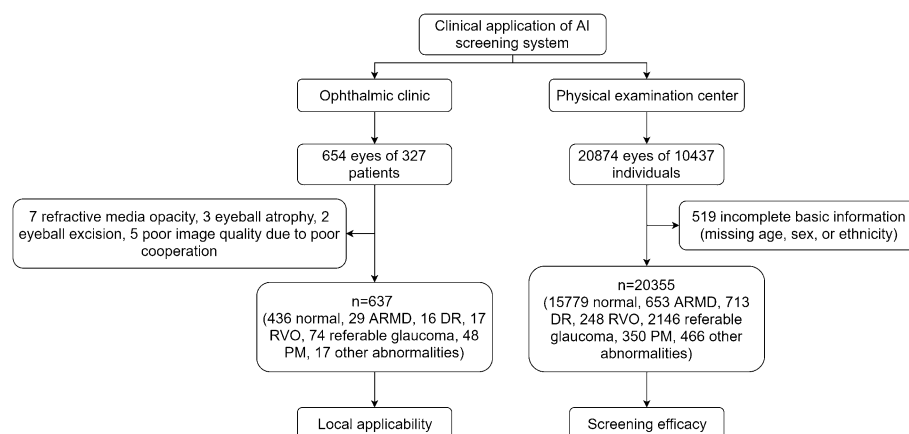 Clinical application of AI
screening system
Ophthalmic clinic
Physical examination center
654 eyes of 327
patients
20874 eyes of 10437
individuals
7 refractive media opacity, 3 eyeball atrophy, 2
eyeball excision, 5 poor image quality due to poor
cooperation
519 incomplete basic information
(missing age, sex, or ethnicity)
n=637
(436 normal, 29 ARMD, 16 DR, 17
RVO, 74 referable glaucoma, 48
PM, 17 other abnormalities)
n=20355
(15779 normal, 653 ARMD, 713
DR, 248 RVO, 2146 referable
glaucoma, 350 PM, 466 other
abnormalities)
Local applicability
Screening efficacy